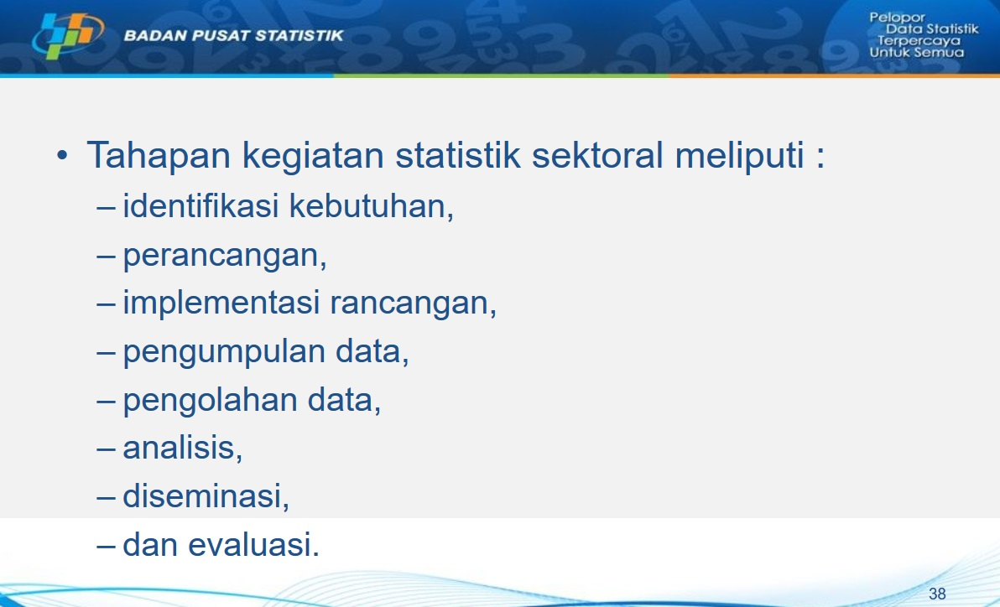 BADAN PUSAT STATISTIK
Pelopor
Data Statistik
Terpercaya
Untuk Semua
• Tahapan kegiatan statistik sektoral meliputi :
– identifikasi kebutuhan,
– perancangan,
– implementasi rancangan,
– pengumpulan data,
– pengolahan data,
– analisis,
– diseminasi,
– dan evaluasi.
38